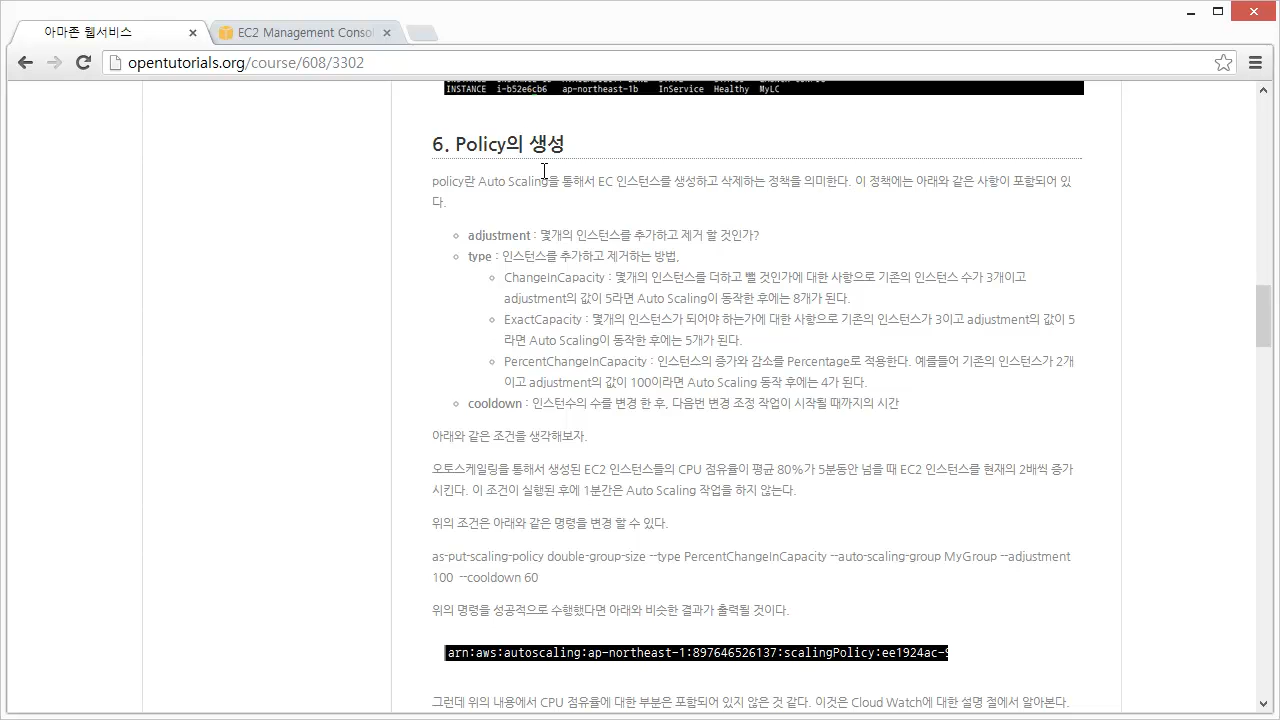 아마존 웹서비스
EC2 Management Consol
opentutorials.org/course/608/3302
INSTANCE i-b52e6cb6 ap-northeast-1b InService Healthy MyLC
6. Policy의 생성
policy란 Auto Scaling을 통해서 EC 인스턴스를 생성하고 삭제하는 정책을 의미한다. 이 정책에는 아래와 같은 사항이 포함되어 있
다.
adjustment : 몇개의 인스턴스를 추가하고 제거 할 것인가?
type : 인스턴스를 추가하고 제거하는 방법,
ChangeInCapacity : 몇개의 인스턴스를 더하고 뺄 것인가에 대한 사항으로 기존의 인스턴스 수가 3개이고
adjustment의 값이 5라면 Auto Scaling이 동작한 후에는 8개가 된다.
ExactCapacity : 몇개의 인스턴스가 되어야 하는가에 대한 사항으로 기존의 인스턴스가 3이고 adjustment의 값이 5
라면 Auto Scaling이 동작한 후에는 5개가 된다.
PercentChangeInCapacity : 인스턴스의 증가와 감소를 Percentage로 적용한다. 예를들어 기존의 인스턴스가 2개
이고 adjustment의 값이 100이라면 Auto Scaling 동작 후에는 4가 된다.
cooldown : 인스턴수의 수를 변경 한 후, 다음번 변경 조정 작업이 시작될 때까지의 시간
아래와 같은 조건을 생각해보자.
오토스케일링을 통해서 생성된 EC2 인스턴스들의 CPU 점유율이 평균 80%가 5분동안 넘을 때 EC2 인스턴스를 현재의 2배씩 증가
시킨다. 이 조건이 실행된 후에 1분간은 Auto Scaling 작업을 하지 않는다.
위의 조건은 아래와 같은 명령을 변경 할 수 있다.
as-put-scaling-policy double-group-size --type PercentChangeInCapacity --auto-scaling-group MyGroup --adjustment
100 --cooldown 60
위의 명령을 성공적으로 수행했다면 아래와 비슷한 결과가 출력될 것이다.
arn:aws:autoscaling:ap-northeast-1:897646526137:scalingPolicy:ee1924ac-9
그런데 위의 내용에서 CPU 점유율에 대한 부분은 포함되어 있지 않은 것 같다. 이것은 Cloud Watch에 대한 설명 절에서 알아본다.